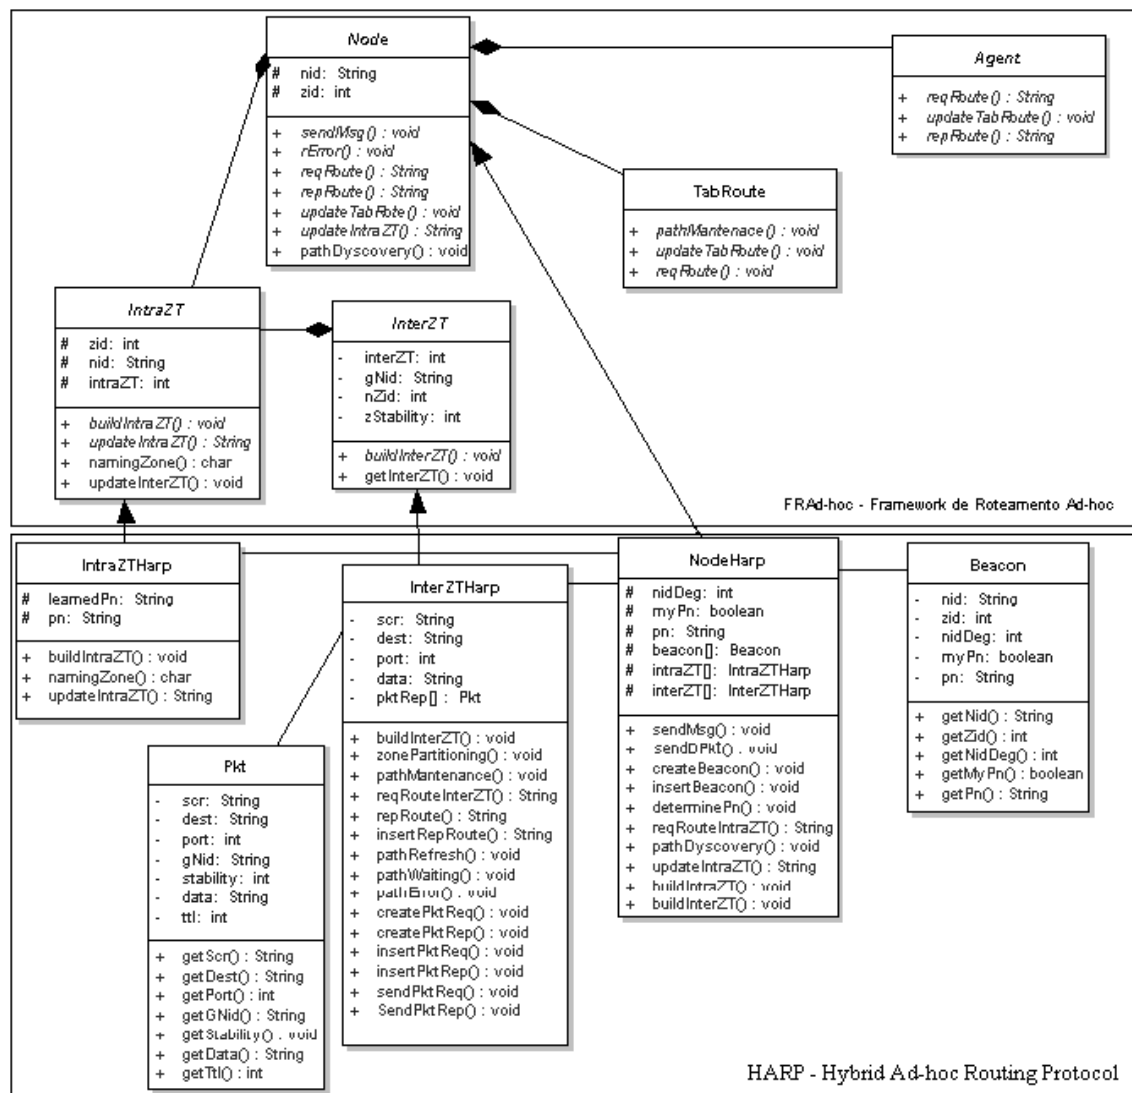 Node
# nid: String
# zid: int
+ sendMsg() : void
+ rError() : void
+ reqRoute() : String
+ repRoute() : String
+ updateTabRote() : void
+ updateIntraZT() : String
+ pathDyscovery() : void
Agent
+ reqRoute() : String
+ updateTabRoute() : void
+ repRoute() : String
TabRoute
+ pathMantenace() : void
+ updateTabRoute() : void
+ reqRoute() : void
IntraZT
# zid: int
# nid: String
# intraZT: int
+ buildIntraZT() : void
+ updateIntraZT() : String
+ namingZone() : char
+ updateInterZT() : void
InterZT
- interZT: int
- gNid: String
- nZid: int
- zStability: int
+ buildInterZT() : void
+ getInterZT() : void
FRAd-hoc - Framework de Roteamento Ad-hoc
IntraZTHarp
# learnedPn: String
# pn: String
+ buildIntraZT() : void
+ namingZone() : char
+ updateIntraZT() : String
InterZTHarp
- scr: String
- dest: String
- port: int
- data: String
- pktRep[]: Pkt
+ buildInterZT() : void
+ zonePartitioning() : void
+ pathMantenance() : void
+ reqRouteInterZT() : String
+ repRoute() : String
+ insertRepRoute() : String
+ pathRefresh() : void
+ pathWaiting() : void
+ pathError() : void
+ createPktReq() : void
+ createPktRep() : void
+ insertPktReq() : void
+ insertPktRep() : void
+ sendPktReq() : void
+ SendPktRep() : void
NodeHarp
# nidDeg: int
# myPn: boolean
# pn: String
# beacon[]: Beacon
# intraZT[]: IntraZTHarp
# interZT[]: InterZTHarp
+ sendMsg() : void
+ sendDPkt() : void
+ createBeacon() : void
+ insertBeacon() : void
+ determinePn() : void
+ reqRouteIntraZT() : String
+ pathDyscovery() : void
+ updateIntraZT() : String
+ buildIntraZT() : void
+ buildInterZT() : void
Beacon
- nid: String
- zid: int
- nidDeg: int
- myPn: boolean
- pn: String
+ getNid() : String
+ getZid() : int
+ getNidDeg() : int
+ getMyPn() : boolean
+ getPn() : String
Pkt
- scr: String
- dest: String
- port: int
- gNid: String
- stability: int
- data: String
- ttl: int
+ getScr() : String
+ getDest() : String
+ getPort() : int
+ getGNid() : String
+ getStability() : void
+ getData() : String
+ getTtl() : int
HARP - Hybrid Ad-hoc Routing Protocol